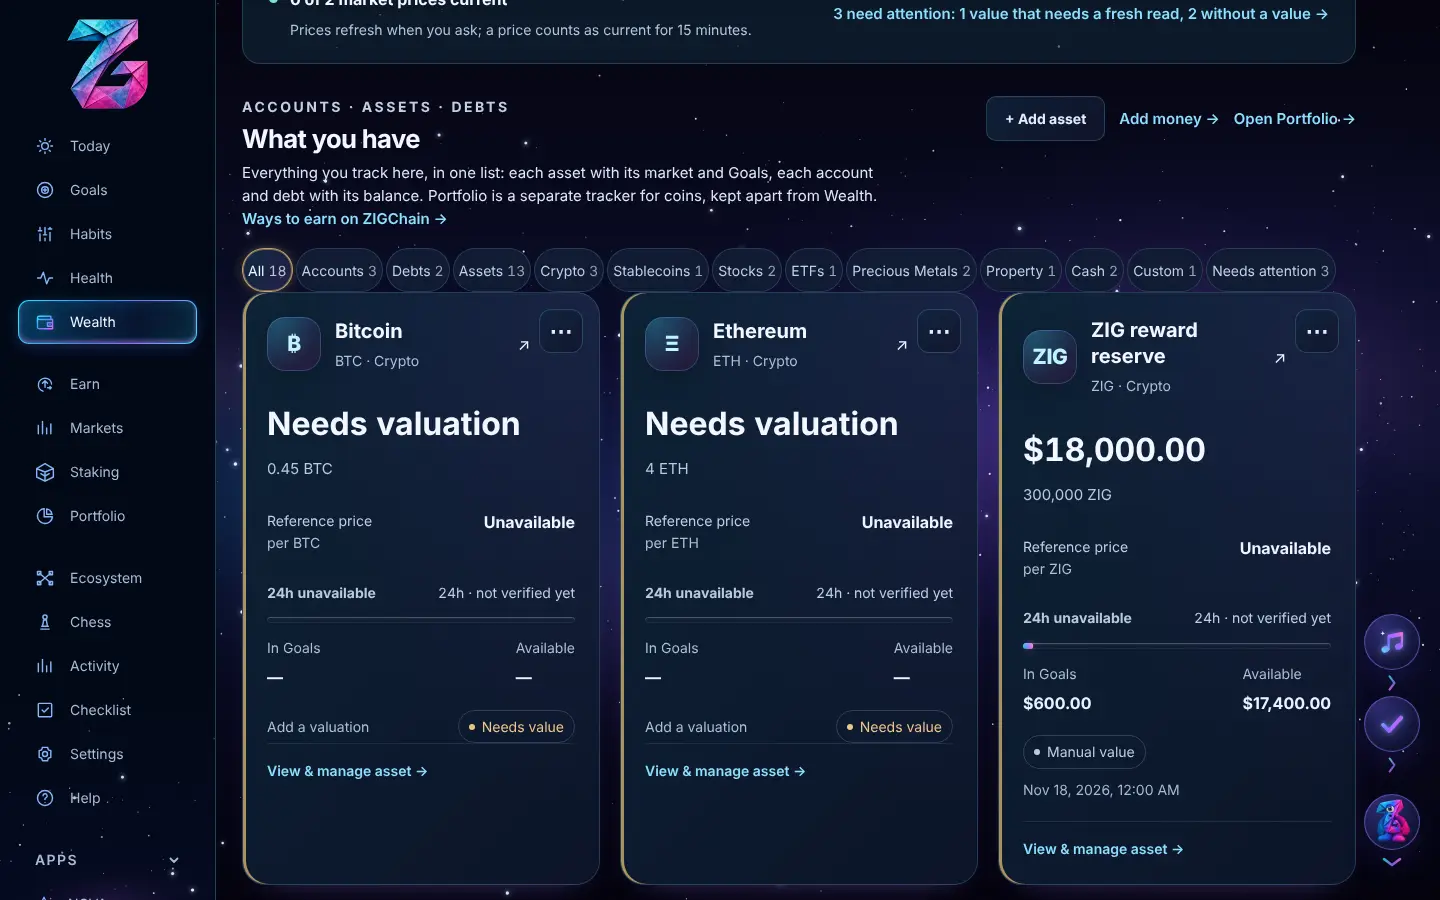 Prices refresh when you ask; a price counts as current for 15 minutes.
3 need attention: 1 value that needs a fresh read, 2 without a value →
Today
Goals
Habits
Health
Wealth
Earn
Markets
Staking
Portfolio
Ecosystem
Chess
Activity
Checklist
Settings
Help
APPS
ACCOUNTS · ASSETS · DEBTS
What you have
Everything you track here, in one list: each asset with its market and Goals, each account
and debt with its balance. Portfolio is a separate tracker for coins, kept apart from Wealth.
Ways to earn on ZIGChain →
+ Add asset
Add money →
Open Portfolio →
All 18
Accounts 3
Debts 2
Assets 13
Crypto 3
Stablecoins 1
Stocks 2
ETFs 1
Precious Metals 2
Property 1
Cash 2
Custom 1
Needs attention 3
Bitcoin
BTC · Crypto
Needs valuation
0.45 BTC
Reference price
per BTC
Unavailable
24h unavailable
24h · not verified yet
In Goals
Available
—
—
Add a valuation
Needs value
View & manage asset →
Ethereum
ETH · Crypto
Needs valuation
4 ETH
Reference price
per ETH
Unavailable
24h unavailable
24h · not verified yet
In Goals
Available
—
—
Add a valuation
Needs value
View & manage asset →
ZIG
ZIG reward
reserve
ZIG · Crypto
$18,000.00
300,000 ZIG
Reference price
per ZIG
Unavailable
24h unavailable
24h · not verified yet
In Goals
Available
$600.00
$17,400.00
Manual value
Nov 18, 2026, 12:00 AM
View & manage asset →